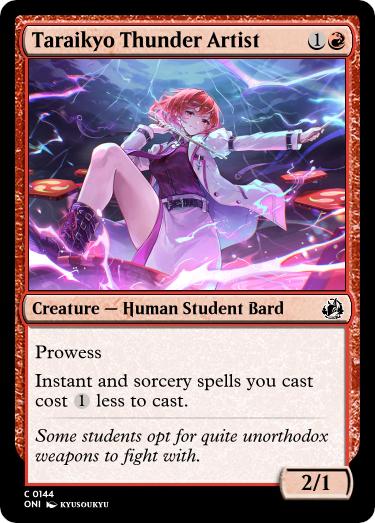 Taraikyo Thunder Artist 1
Creature — Human Student Bard
Prowess
Instant and sorcery spells you cast
cost 1 less to cast.
Some students opt for quite unorthodox
weapons to fight with.
2/1
C 0144
ONI KYUSOUKYU